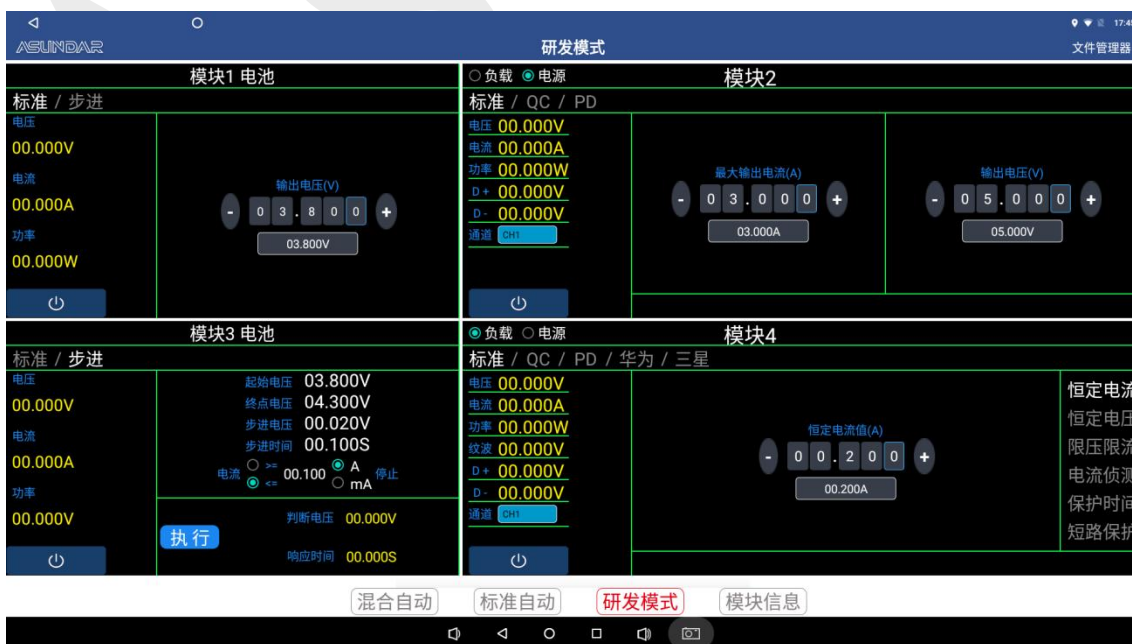 17:45
ASUNDAR
研发模式
文件管理器
模块1 电池
标准 / 步进
电压
00.000V
电流
00.000A
功率
00.000W
输出电压(V)
- 0 3 . 8 0 0 +
03.800V
负载 电源
模块2
标准 / QC / PD
电压 00.000V
电流 00.000A
功率 00.000W
D+ 00.000V
D- 00.000V
通道 CH1
最大输出电流(A)
- 0 3 . 0 0 0 +
03.000A
输出电压(V)
- 0 5 . 0 0 0 +
05.000V
模块3 电池
标准 / 步进
电压
00.000V
电流
00.000A
功率
00.000V
起始电压 03.800V
终点电压 04.300V
步进电压 00.020V
步进时间 00.100S
电流 >= <= 00.100 A mA 停止
执行
判断电压 00.000V
响应时间 00.000S
负载 电源
模块4
标准 / QC / PD / 华为 / 三星
电压 00.000V
电流 00.000A
功率 00.000W
纹波 00.000V
D+ 00.000V
D- 00.000V
通道 CH1
恒定电流值(A)
- 0 0 . 2 0 0 +
00.200A
恒定电流
恒定电压
限压限流
电流侦测
保护时间
短路保护
混合自动
标准自动
研发模式
模块信息